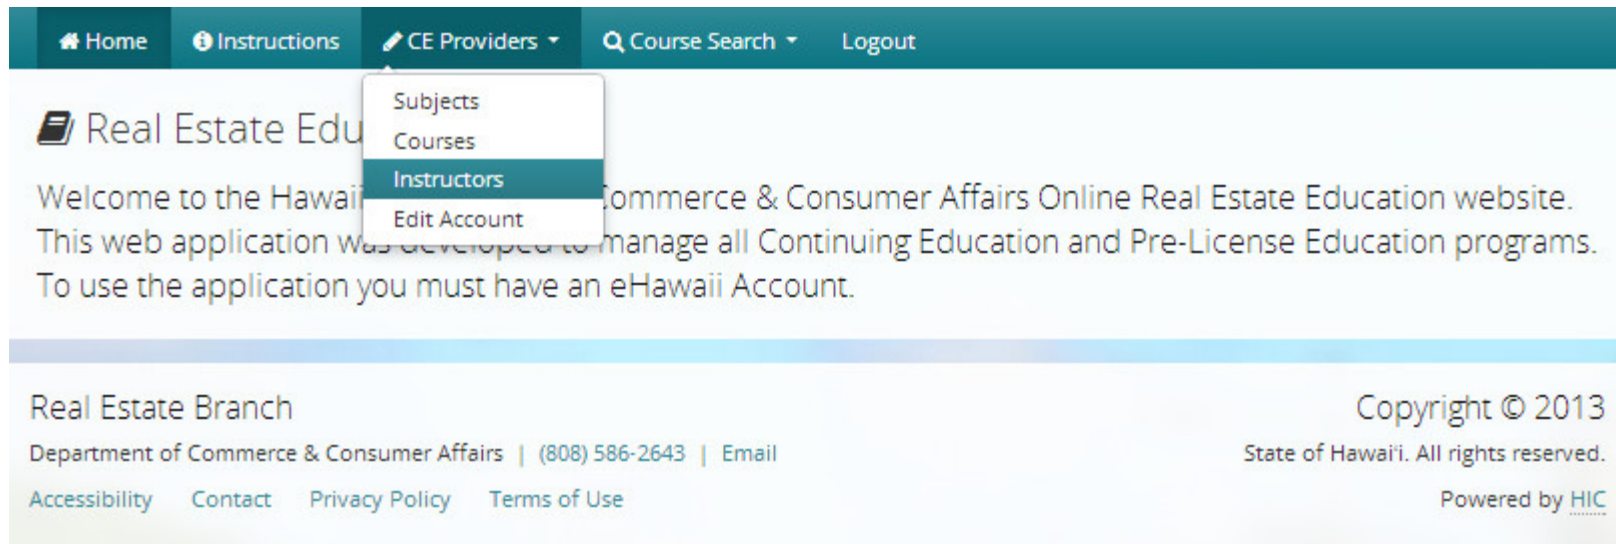 Home Instructions CE Providers Course Search Logout
Subjects
Courses
Instructors
Edit Account
Real Estate Edu
Welcome to the Hawaii Commerce & Consumer Affairs Online Real Estate Education website.
This web application was developed to manage all Continuing Education and Pre-License Education programs.
To use the application you must have an eHawaii Account.
Real Estate Branch
Copyright © 2013
Department of Commerce & Consumer Affairs | (808) 586-2643 | Email
State of Hawaiʻi. All rights reserved.
Accessibility Contact Privacy Policy Terms of Use
Powered by HIC